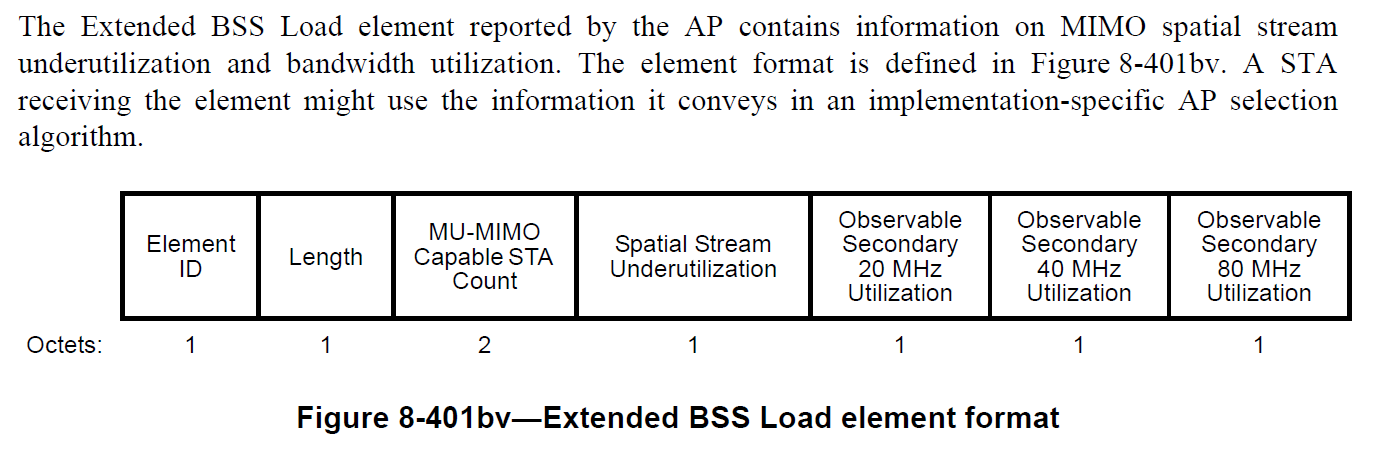 The Extended BSS Load element reported by the AP contains information on MIMO spatial stream
underutilization and bandwidth utilization. The element format is defined in Figure 8-401bv. A STA
receiving the element might use the information it conveys in an implementation-specific AP selection
algorithm.
Element
ID
Length
MU-MIMO
Capable STA
Count
Spatial Stream
Underutilization
Observable
Secondary
20 MHz
Utilization
Observable
Secondary
40 MHz
Utilization
Observable
Secondary
80 MHz
Utilization
Octets: 1 1 2 1 1 1 1
Figure 8-401bv—Extended BSS Load element format